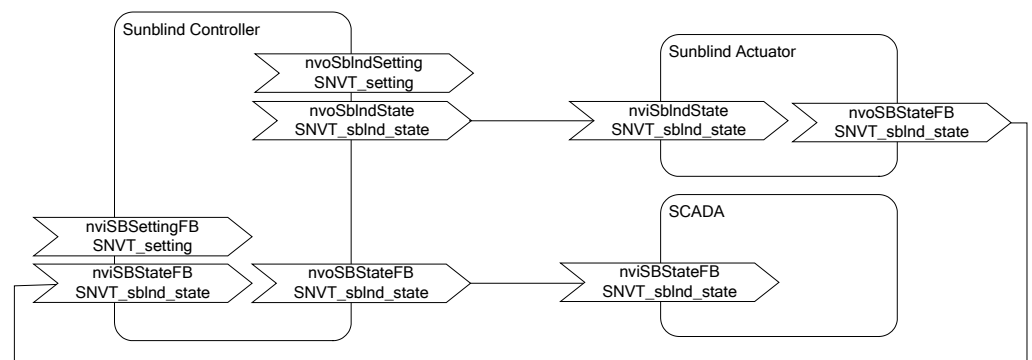 Sunblind Controller
nvoSblndSetting
SNVT_setting
nvoSblndState
SNVT_sblnd_state
nviSBSettingFB
SNVT_setting
nviSBStateFB
SNVT_sblnd_state
nvoSBStateFB
SNVT_sblnd_state
Sunblind Actuator
nviSblndState
SNVT_sblnd_state
nvoSBStateFB
SNVT_sblnd_state
SCADA
nviSBStateFB
SNVT_sblnd_state